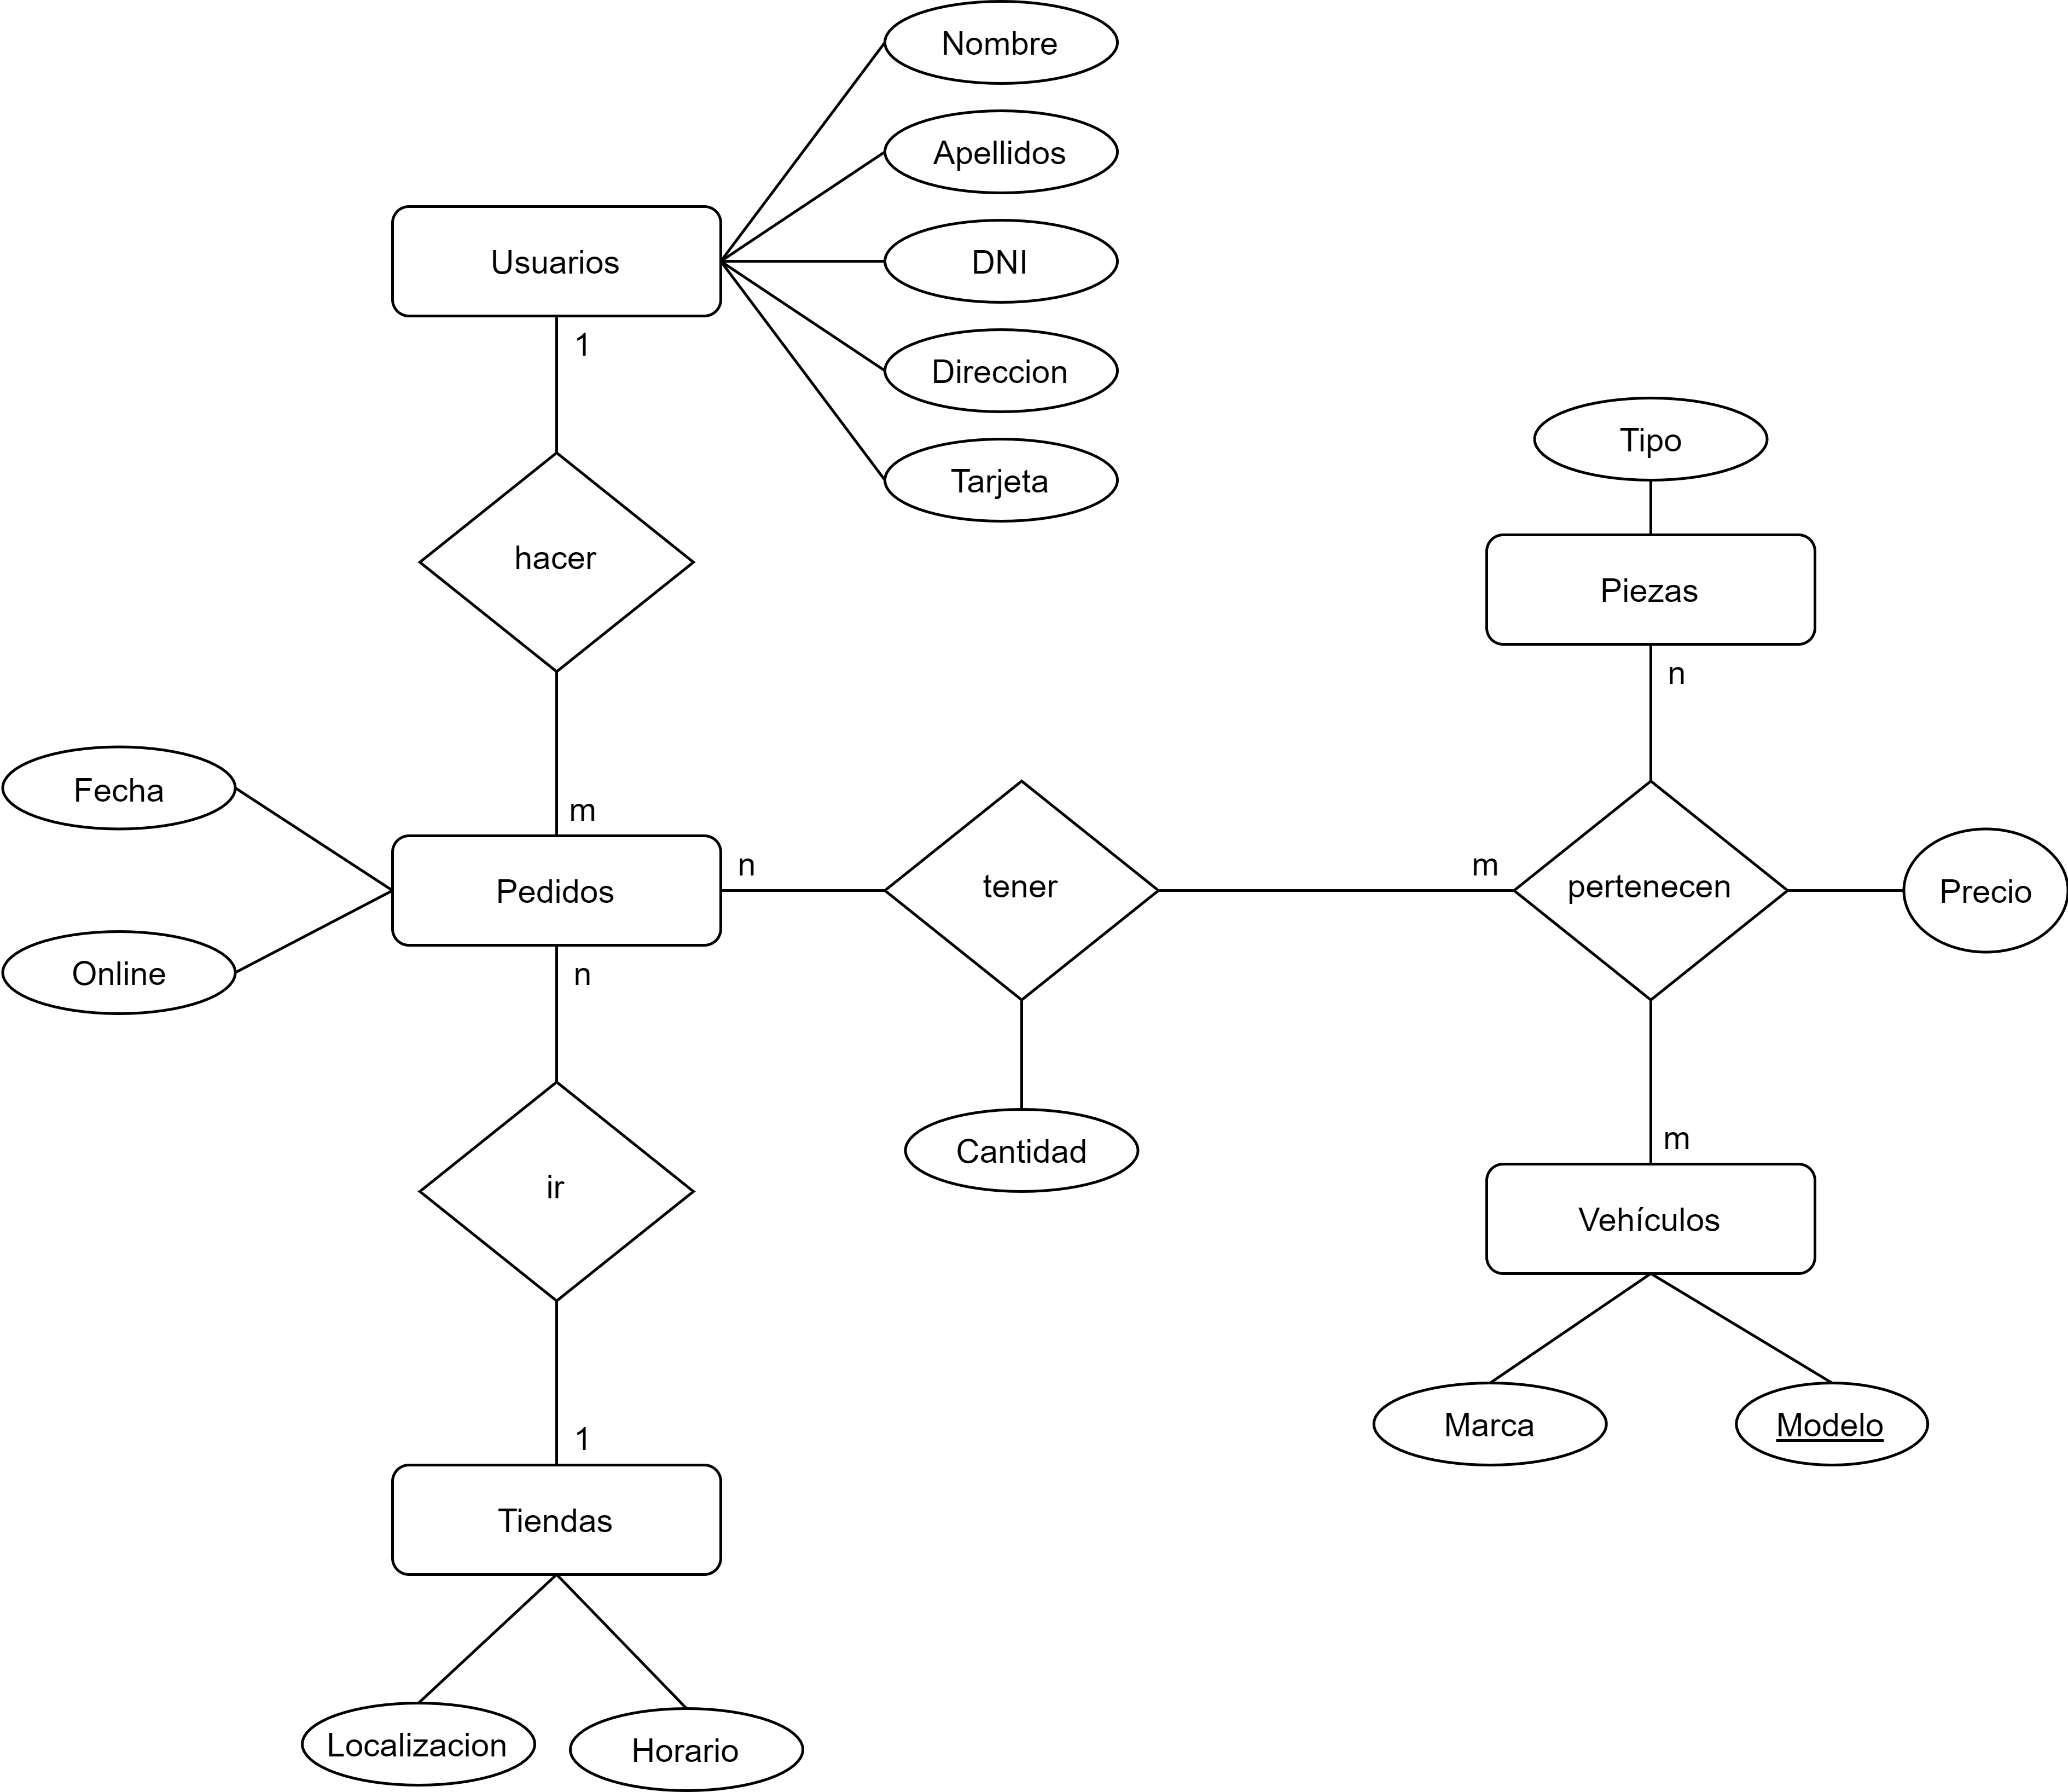 Nombre
Apellidos
Usuarios
DNI
1
Direccion
Tipo
Tarjeta
hacer
Piezas
n
Fecha
m
n
tener
m
pertenecen
Precio
Pedidos
Online
n
Cantidad
m
ir
Vehículos
1
Marca
Modelo
Tiendas
Localizacion
Horario